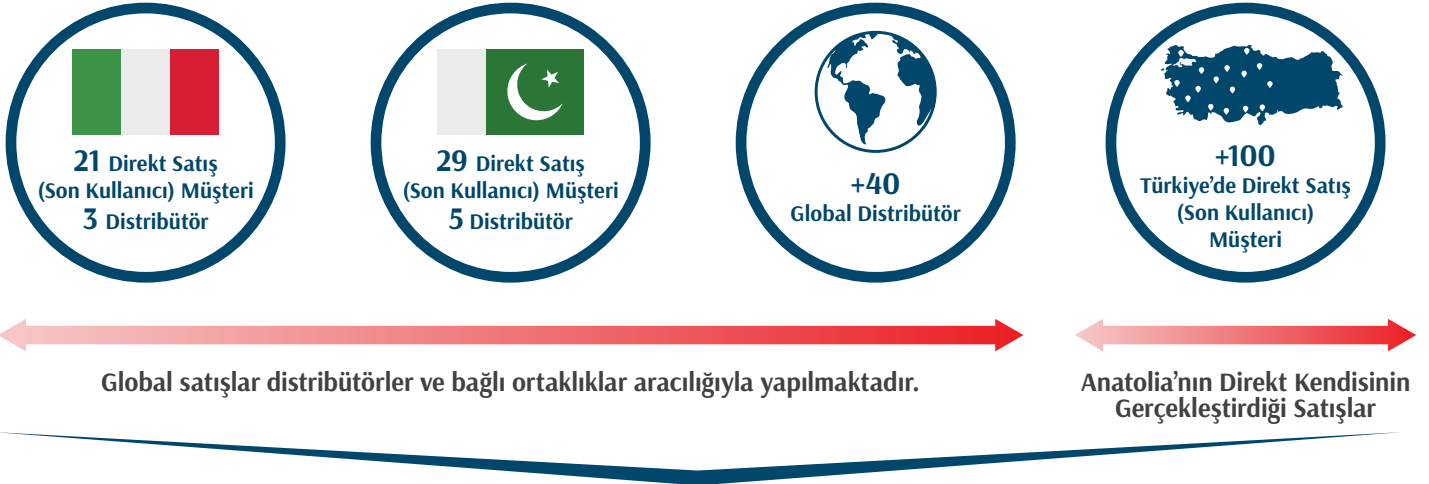 21 Direkt Satış
(Son Kullanıcı) Müşteri
3 Distribütör
29 Direkt Satış
(Son Kullanıcı) Müşteri
5 Distribütör
+40
Global Distribütör
+100
Türkiye’de Direkt Satış
(Son Kullanıcı)
Müşteri
Global satışlar distribütörler ve bağlı ortaklıklar aracılığıyla yapılmaktadır.
Anatolia’nın Direkt Kendisinin
Gerçekleştirdiği Satışlar